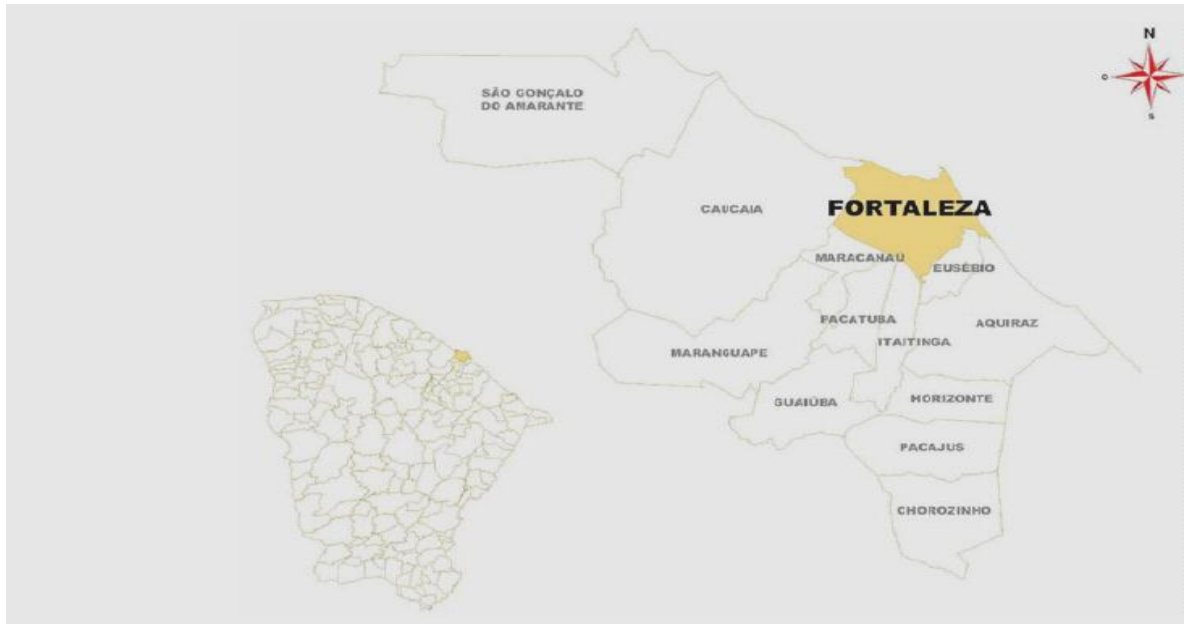 N
O
S
SÃO GONÇALO
DO AMARANTE
CAUCAIA
FORTALEZA
MARACANAÚ
EUSÉBIO
PACATUBA
AQUIRAZ
ITAITINGA
MARANGUAPE
GUAIÚBA
HORIZONTE
PACAJUS
CHOROZINHO